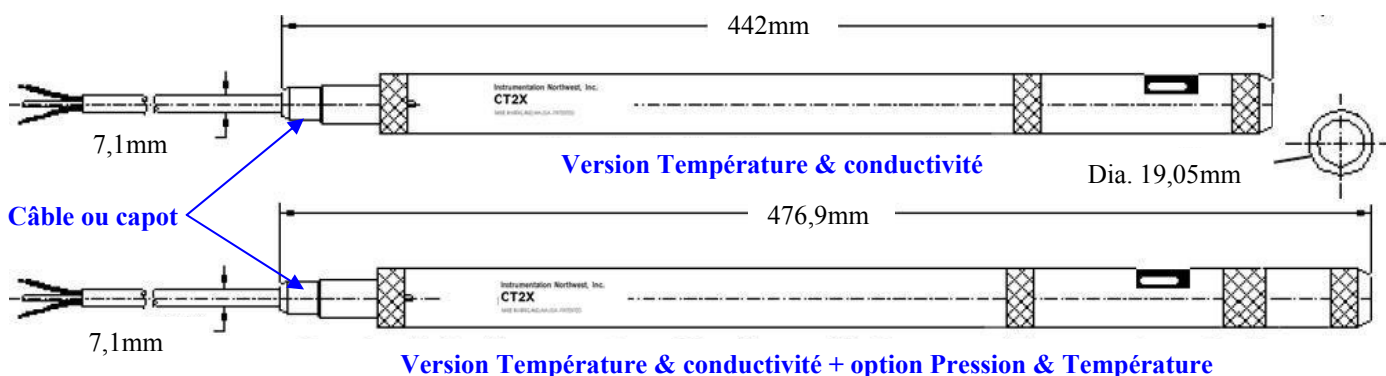 442mm
Instrumentation Northwest, Inc.
CT2X
7,1mm
Version Température & conductivité
Dia. 19,05mm
Câble ou capot
476,9mm
Instrumentation Northwest, Inc.
CT2X
7,1mm
Version Température & conductivité + option Pression & Température